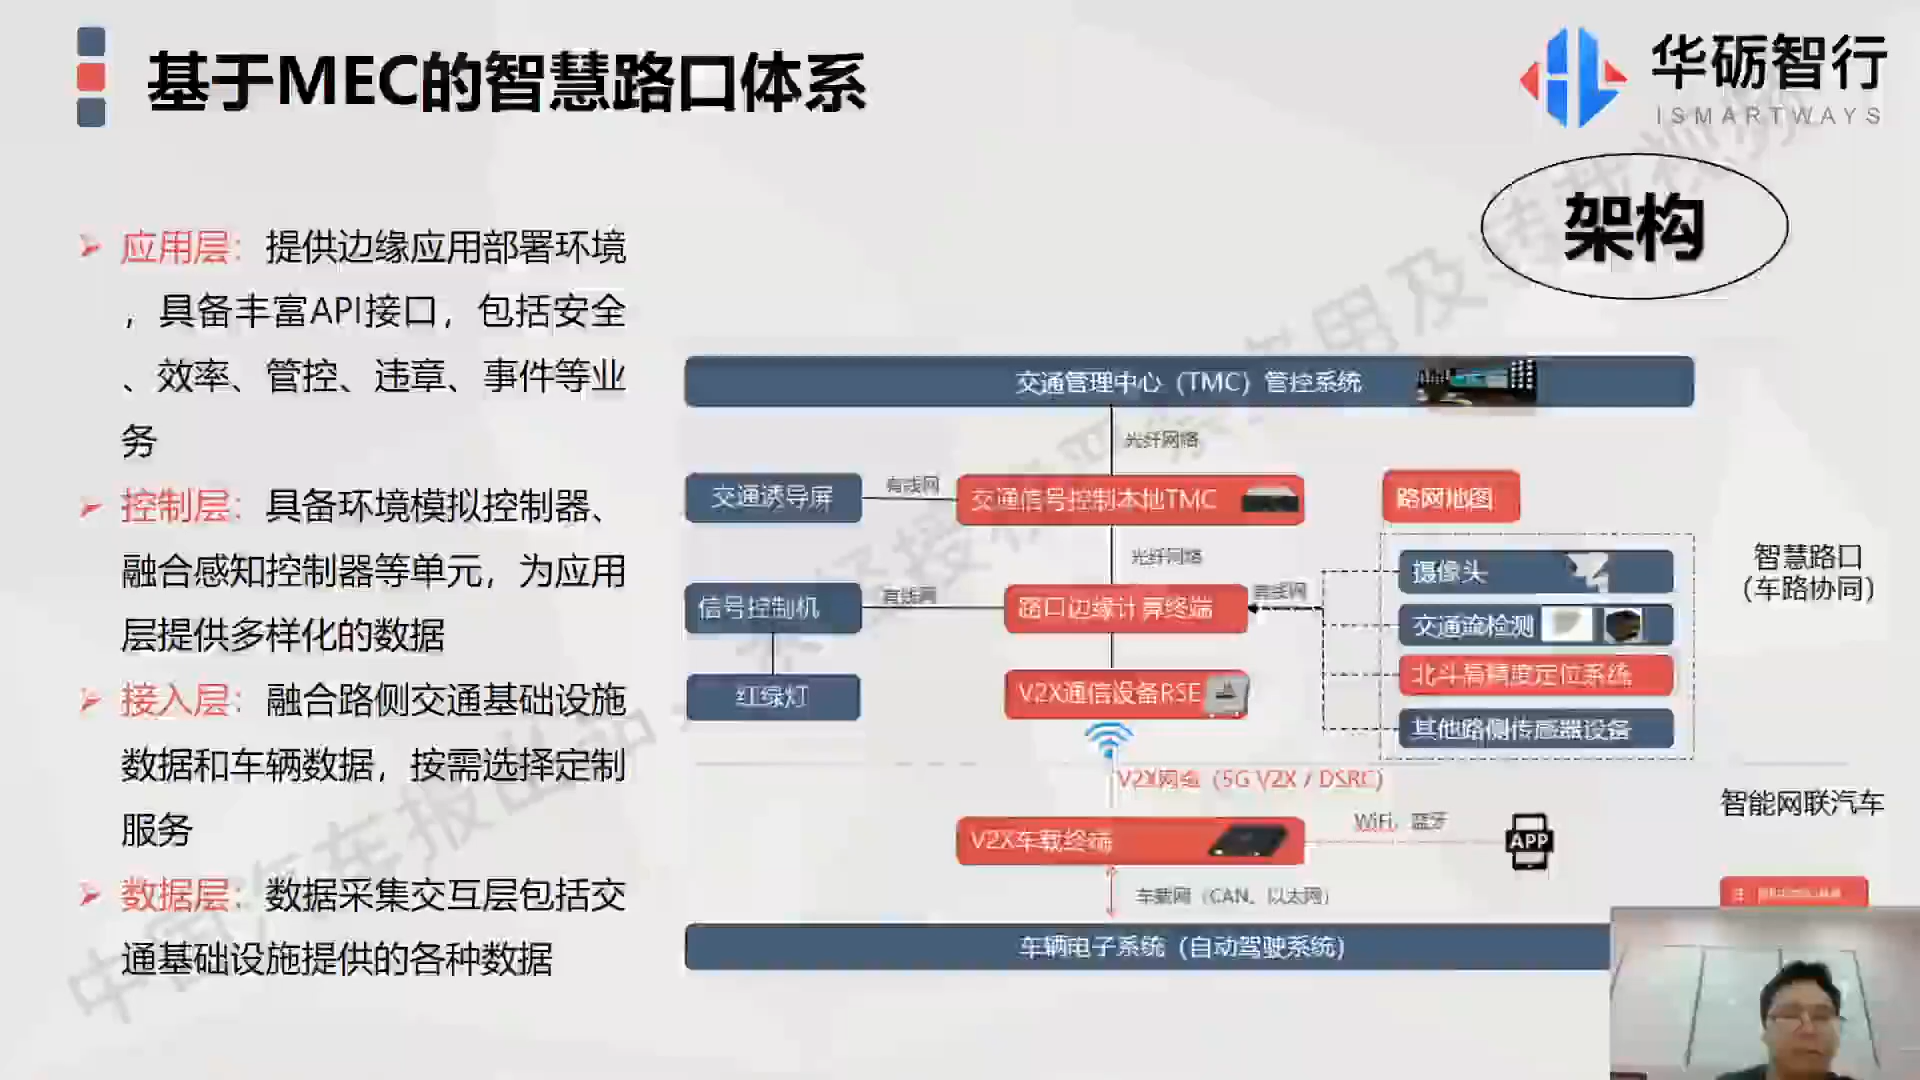 基于MEC的智慧路口体系
华砺智行
ISMARTWAYS
架构
应用层：提供边缘应用部署环境
，具备丰富API接口，包括安全
、效率、管控、违章、事件等业
务
控制层：具备环境模拟控制器、
融合感知控制器等单元，为应用
层提供多样化的数据
接入层：融合路侧交通基础设施
数据和车辆数据，按需选择定制
服务
数据层：数据采集交互层包括交
通基础设施提供的各种数据
交通管理中心（TMC）管控系统
光纤网络
交通诱导屏
有线网
交通信号控制本地TMC
路网地图
光纤网络
摄像头
信号控制机
有线网
路口边缘计算终端
有线网
交通流检测
智慧路口
（车路协同）
北斗高精度定位系统
红绿灯
V2X通信设备RSE
其他路侧传感器设备
V2X网络（5G V2X / DSRC）
智能网联汽车
V2X车载终端
WiFi、蓝牙
APP
车载网（CAN、以太网）
车辆电子系统（自动驾驶系统）